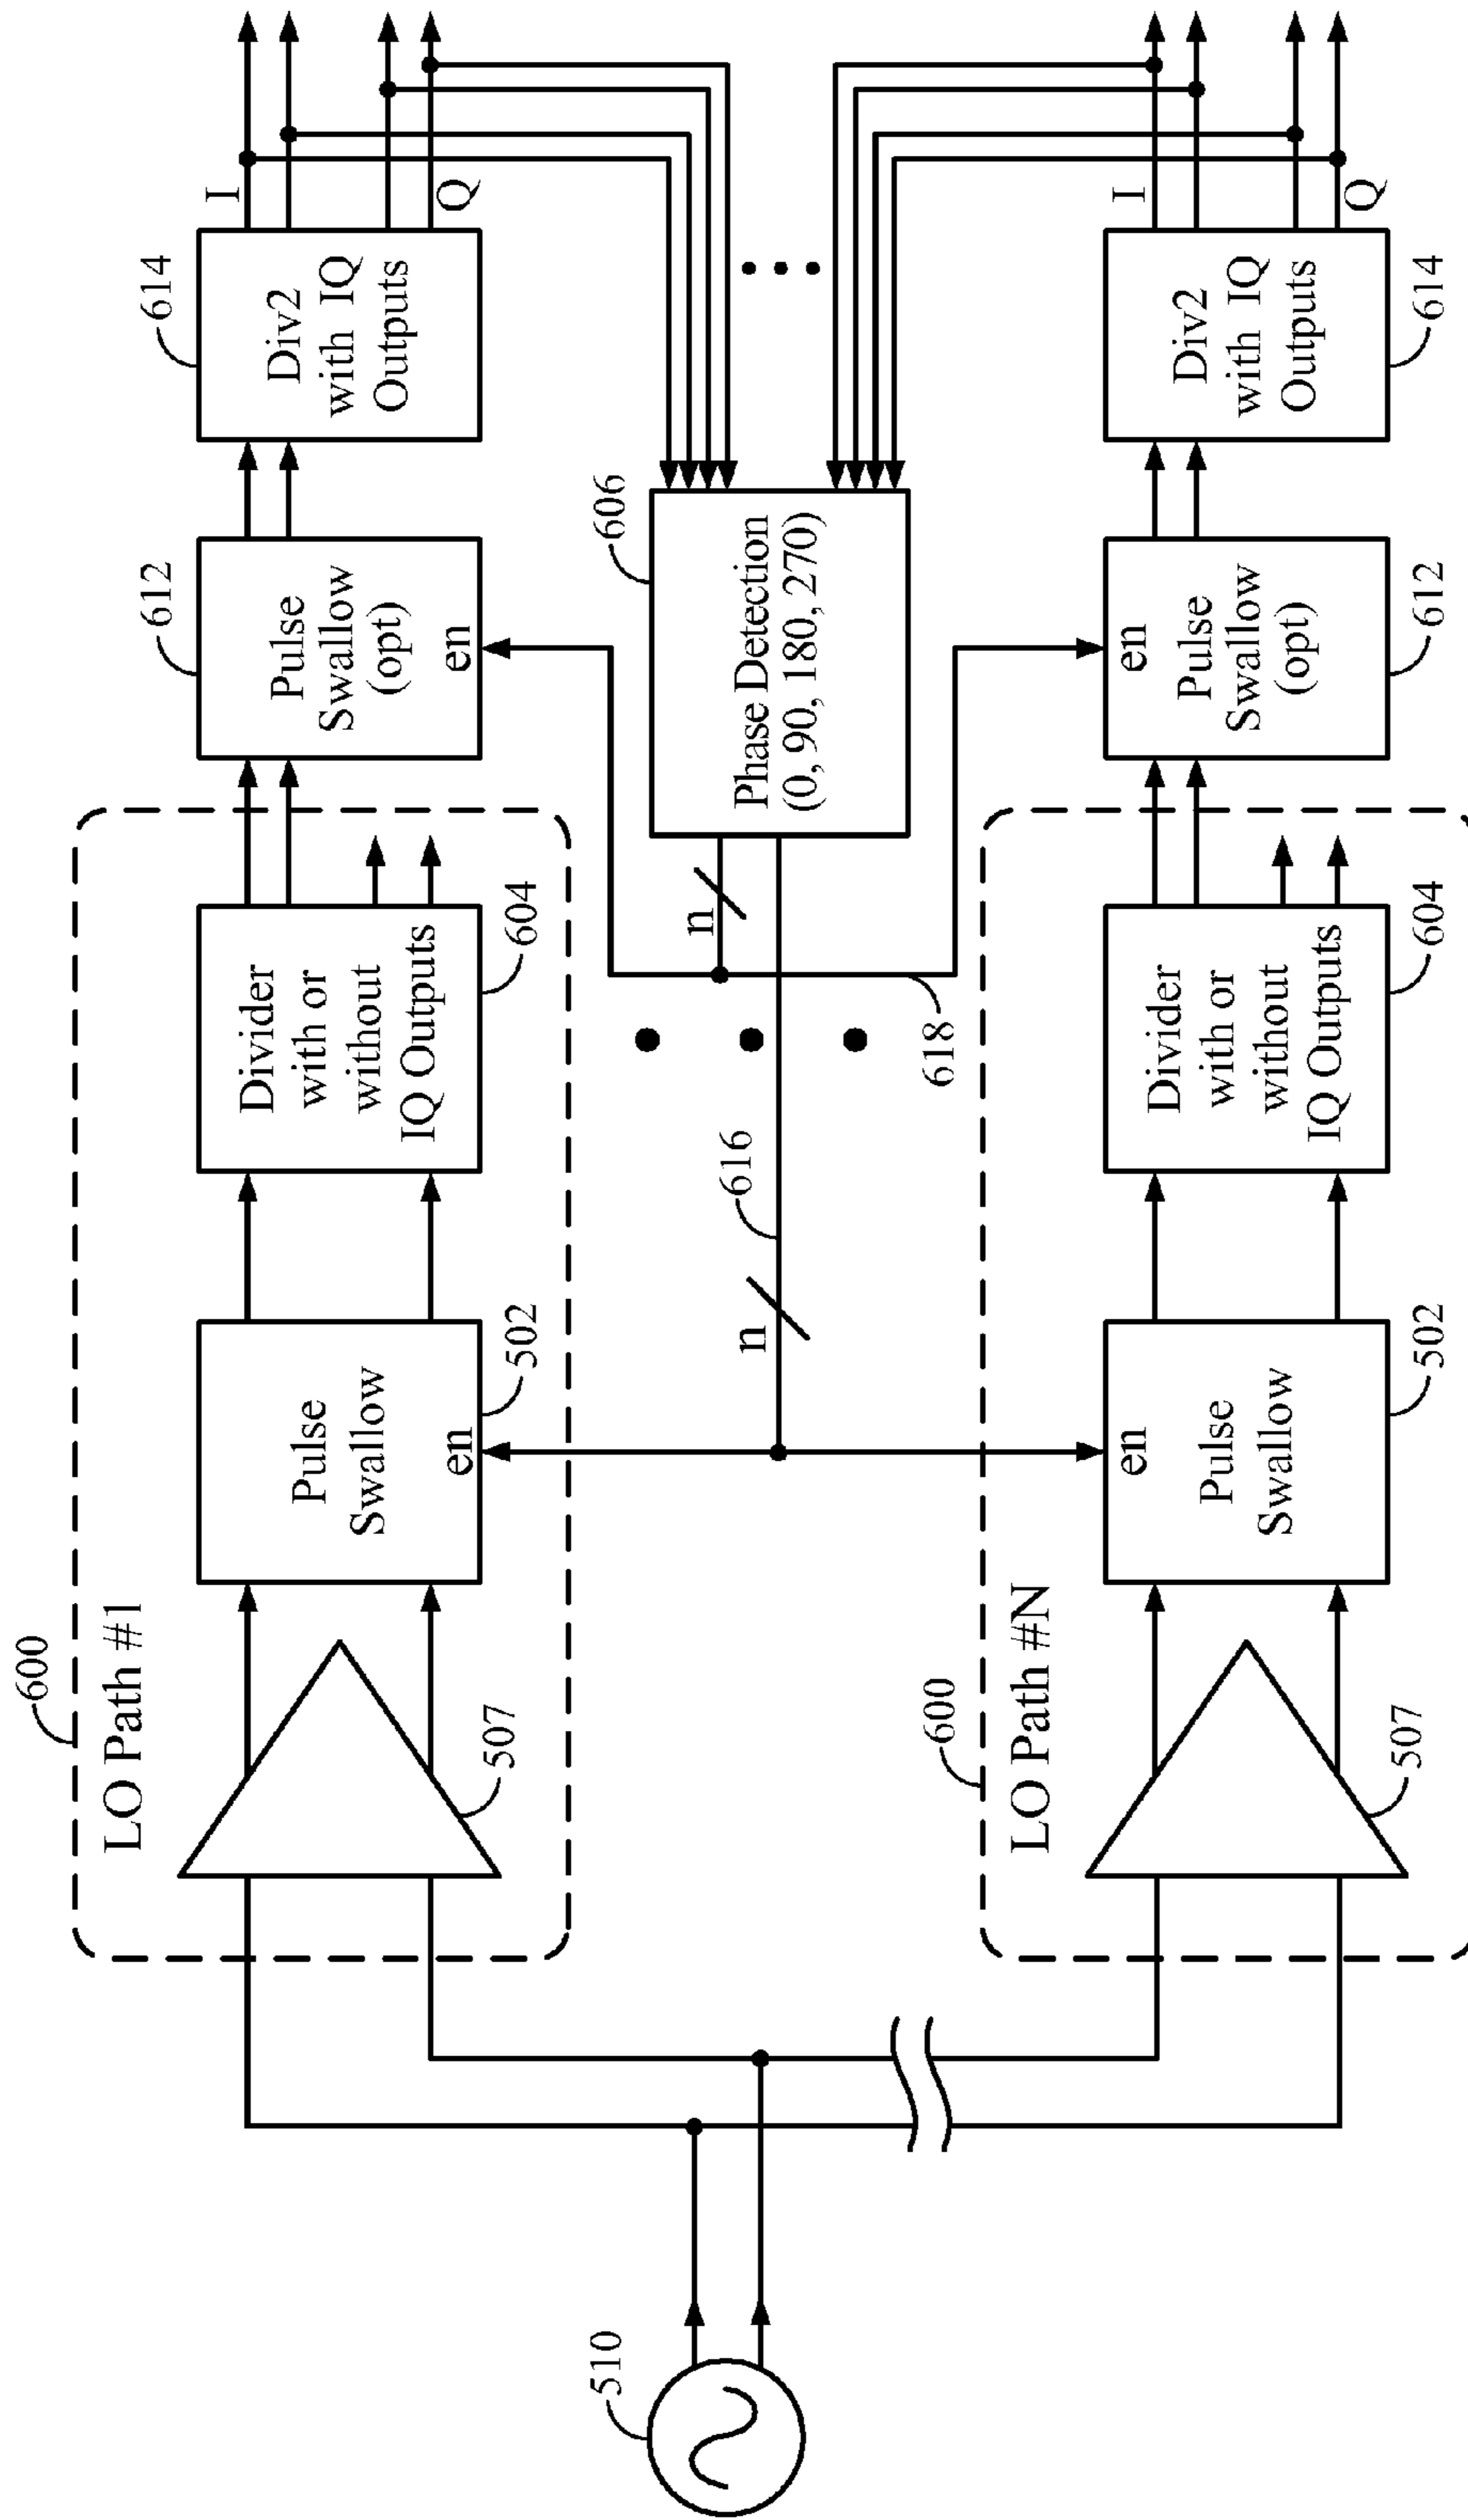 600
LO Path #1
507
Pulse
Swallow
en
502
Divider
with or
without
IQ Outputs
604
612
Pulse
Swallow
(opt)
en
614
Div2
with IQ
Outputs
I
Q
510
n
616
n
618
606
Phase Detection
(0, 90, 180, 270)
600
LO Path #N
507
en
Pulse
Swallow
502
Divider
with or
without
IQ Outputs
604
en
Pulse
Swallow
(opt)
612
Div2
with IQ
Outputs
614
I
Q